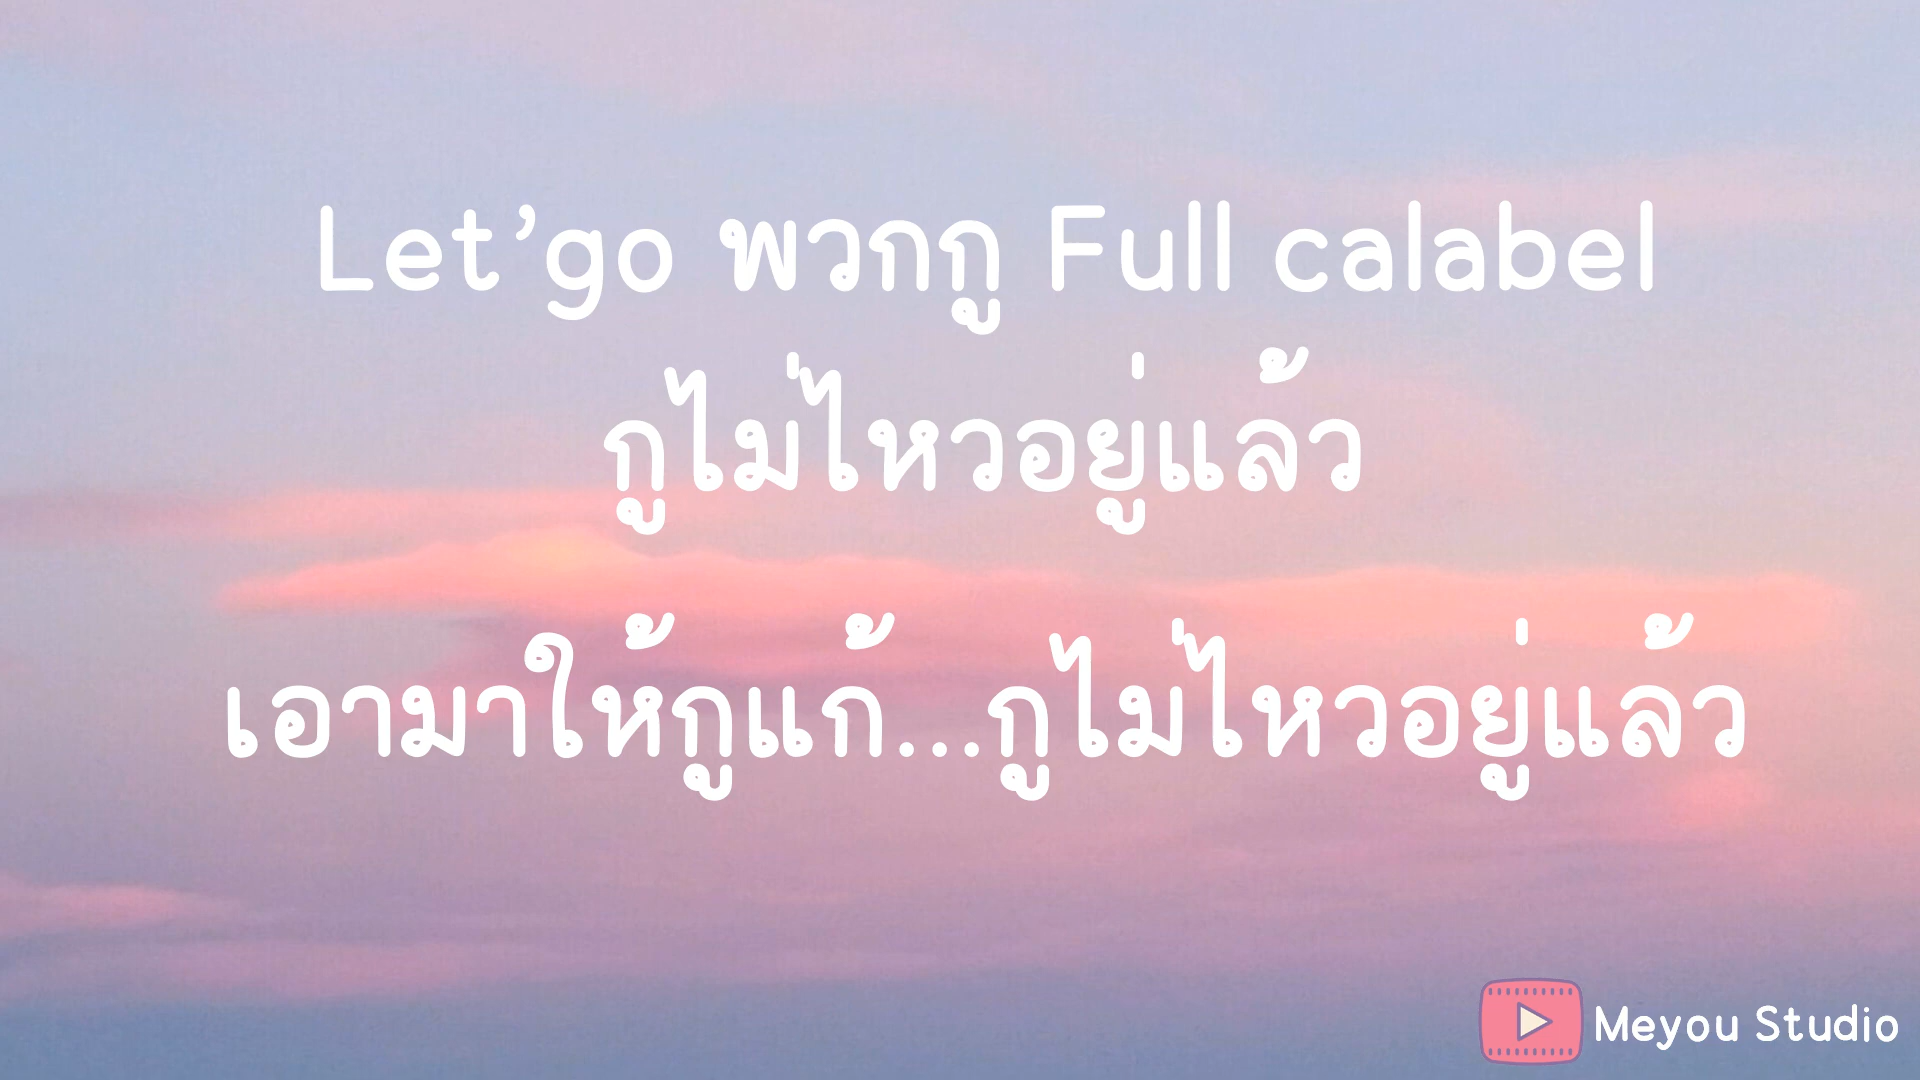 Let'go พวกกู Full calabel
กูไม่ไหวอยู่แล้ว
เอามาให้กูแก้...กูไม่ไหวอยู่แล้ว
Meyou Studio